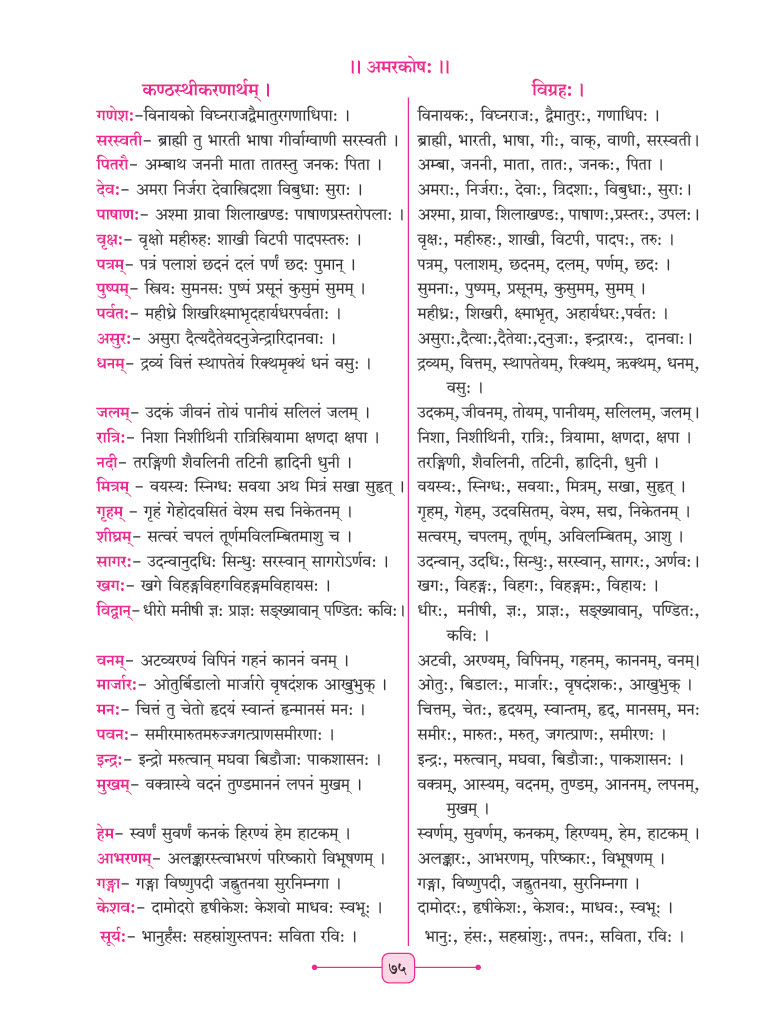 ।। अमरकोष: ।।
कण्ठस्थीकरणार्थम् ।
विग्रह: ।
गणेश:–विनायको विघ्नराजद्वैमातुरगणाधिपा: ।
विनायक:, विघ्नराज:, द्वैमातुर:, गणाधिप: ।
सरस्वती– ब्राह्मी तु भारती भाषा गीर्वाग्वाणी सरस्वती ।
ब्राह्मी, भारती, भाषा, गी:, वाक्, वाणी, सरस्वती।
पितरौ– अम्बाथ जननी माता तातस्तु जनक: पिता ।
अम्बा, जननी, माता, तात:, जनक:, पिता ।
देव:– अमरा निर्जरा देवास्त्रिदशा विबुधा: सुरा: ।
अमरा:, निर्जरा:, देवा:, त्रिदशा:, विबुधा:, सुरा:।
पाषाण:– अश्मा ग्रावा शिलाखण्ड: पाषाणप्रस्तरोपला: ।
अश्मा, ग्रावा, शिलाखण्ड:, पाषाण:,प्रस्तर:, उपल:।
वृक्ष:– वृक्षो महीरुह: शाखी विटपी पादपस्तरु: ।
वृक्ष:, महीरुह:, शाखी, विटपी, पादप:, तरु: ।
पत्रम्– पत्रं पलाशं छदनं दलं पर्णं छद: पुमान् ।
पत्रम्, पलाशम्, छदनम्, दलम्, पर्णम्, छद: ।
पुष्पम्– स्त्रिय: सुमनस: पुष्पं प्रसूनं कुसुमं सुमम् ।
सुमना:, पुष्पम्, प्रसूनम्, कुसुमम्, सुमम् ।
पर्वत:– महीध्रे शिखरिक्ष्माभृदहार्यधरपर्वता: ।
महीध्र:, शिखरी, क्ष्माभृत्, अहार्यधर:,पर्वत: ।
असुर:– असुरा दैत्यदैतेयदनुजेन्द्रारिदानवा: ।
असुरा:,दैत्या:,दैतेया:,दनुजा:, इन्द्रारय:, दानवा:।
धनम्– द्रव्यं वित्तं स्थापतेयं रिक्थमृक्थं धनं वसु: ।
द्रव्यम्, वित्तम्, स्थापतेयम्, रिक्थम्, ऋक्थम्, धनम्,
वसु: ।
जलम्– उदकं जीवनं तोयं पानीयं सलिलं जलम् ।
उदकम्,जीवनम्, तोयम्, पानीयम्, सलिलम्, जलम्।
रात्रि:– निशा निशीथिनी रात्रिस्त्रियामा क्षणदा क्षपा ।
निशा, निशीथिनी, रात्रि:, त्रियामा, क्षणदा, क्षपा ।
नदी– तरङ्गिणी शैवलिनी तटिनी ह्रादिनी धुनी ।
तरङ्गिणी, शैवलिनी, तटिनी, ह्रादिनी, धुनी ।
मित्रम् – वयस्य: स्निग्ध: सवया अथ मित्रं सखा सुहृत् ।
वयस्य:, स्निग्ध:, सवया:, मित्रम्, सखा, सुहृत् ।
गृहम् – गृहं गेहोदवसितं वेश्म सद्म निकेतनम् ।
गृहम्, गेहम्, उदवसितम्, वेश्म, सद्म, निकेतनम् ।
शीघ्रम्– सत्वरं चपलं तूर्णमविलम्बितमाशु च ।
सत्वरम्, चपलम्, तूर्णम्, अविलम्बितम्, आशु ।
सागर:– उदन्वानुदधि: सिन्धु: सरस्वान् सागरोऽर्णव: ।
उदन्वान्, उदधि:, सिन्धु:, सरस्वान्, सागर:, अर्णव:।
खग:– खगे विहङ्गविहगविहङ्गमविहायस: ।
खग:, विहङ्ग:, विहग:, विहङ्गम:, विहाय: ।
विद्वान्– धीरो मनीषी ज्ञ: प्राज्ञ: सङ्ख्यावान् पण्डित: कवि:।
धीर:, मनीषी, ज्ञ:, प्राज्ञ:, सङ्ख्यावान्, पण्डित:,
कवि: ।
वनम्– अटव्यरण्यं विपिनं गहनं काननं वनम् ।
अटवी, अरण्यम्, विपिनम्, गहनम्, काननम्, वनम्।
मार्जार:– ओतुर्बिडालो मार्जारो वृषदंशक आखुभुक् ।
ओतु:, बिडाल:, मार्जार:, वृषदंशक:, आखुभुक् ।
मन:– चित्तं तु चेतो हृदयं स्वान्तं हृन्मानसं मन: ।
चित्तम्, चेत:, हृदयम्, स्वान्तम्, हृद्, मानसम्, मन:
पवन:– समीरमारुतमरुज्जगत्प्राणसमीरणा: ।
समीर:, मारुत:, मरुत्, जगत्प्राण:, समीरण: ।
इन्द्र:– इन्द्रो मरुत्वान् मघवा बिडौजा: पाकशासन: ।
इन्द्र:, मरुत्वान्, मघवा, बिडौजा:, पाकशासन: ।
मुखम्– वक्त्रास्ये वदनं तुण्डमाननं लपनं मुखम् ।
वक्त्रम्, आस्यम्, वदनम्, तुण्डम्, आननम्, लपनम्,
मुखम् ।
हेम– स्वर्णं सुवर्णं कनकं हिरण्यं हेम हाटकम् ।
स्वर्णम्, सुवर्णम्, कनकम्, हिरण्यम्, हेम, हाटकम् ।
आभरणम्– अलङ्कारस्त्वाभरणं परिष्कारो विभूषणम् ।
अलङ्कार:, आभरणम्, परिष्कार:, विभूषणम् ।
गङ्गा– गङ्गा विष्णुपदी जह्नुतनया सुरनिम्नगा ।
गङ्गा, विष्णुपदी, जह्नुतनया, सुरनिम्नगा ।
केशव:– दामोदरो हृषीकेश: केशवो माधव: स्वभू: ।
दामोदर:, हृषीकेश:, केशव:, माधव:, स्वभू: ।
सूर्य:– भानुर्हंस: सहस्रांशुस्तपन: सविता रवि: ।
भानु:, हंस:, सहस्रांशु:, तपन:, सविता, रवि: ।
७५